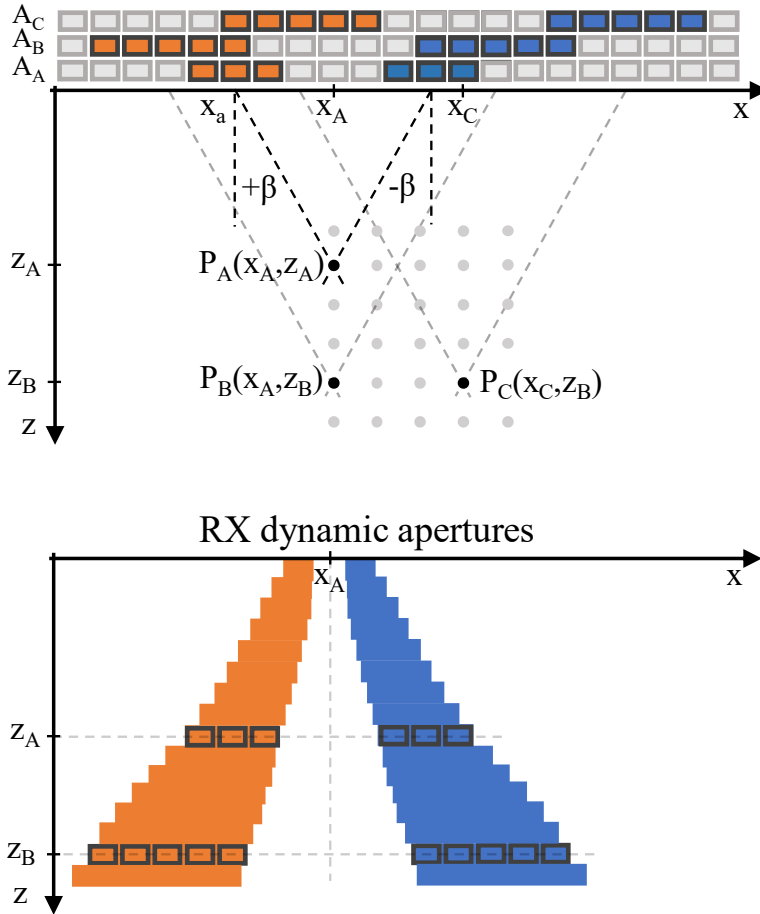 A_C
A_B
A_A
x_a x_A x_C x
+β -β
z_A P_A(x_A,z_A)
z_B P_B(x_A,z_B) P_C(x_C,z_B)
z
RX dynamic apertures
x_A x
z_A
z_B
z